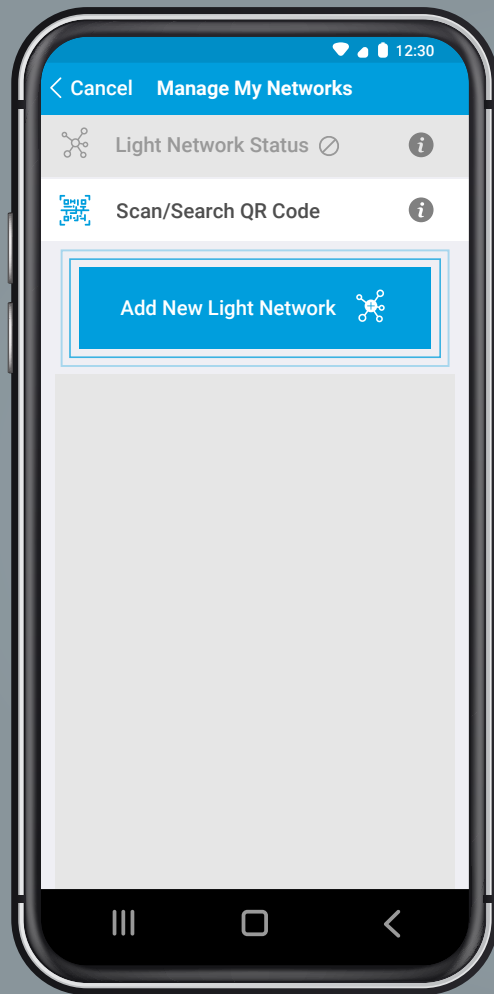 12:30
Cancel Manage My Networks
Light Network Status
Scan/Search QR Code
Add New Light Network